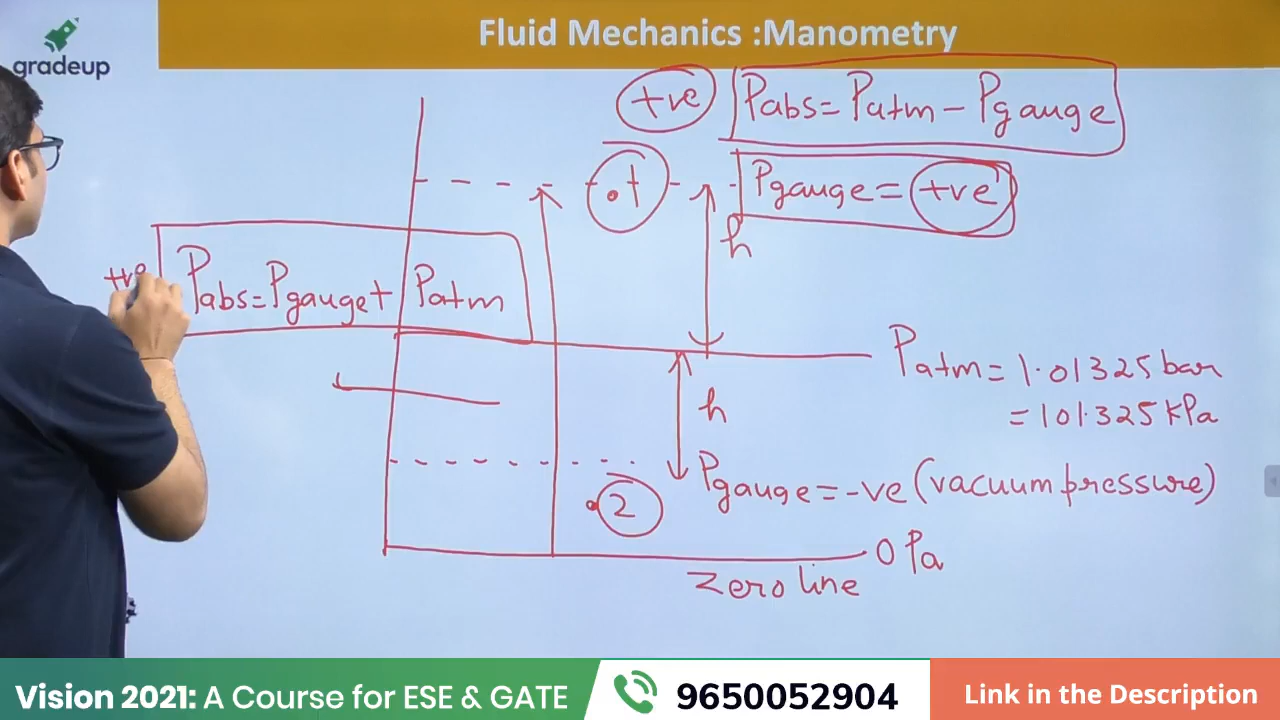 gradeup
Fluid Mechanics :Manometry
+ve Pabs = Patm - Pgauge
.1 Pgauge = +ve
h
+ve Pabs = Pgauge + Patm
Patm = 1.01325 bar
= 101.325 kPa
h
Pgauge = -ve (vacuum pressure)
.2
0 Pa
Zero line
Vision 2021: A Course for ESE & GATE
9650052904
Link in the Description